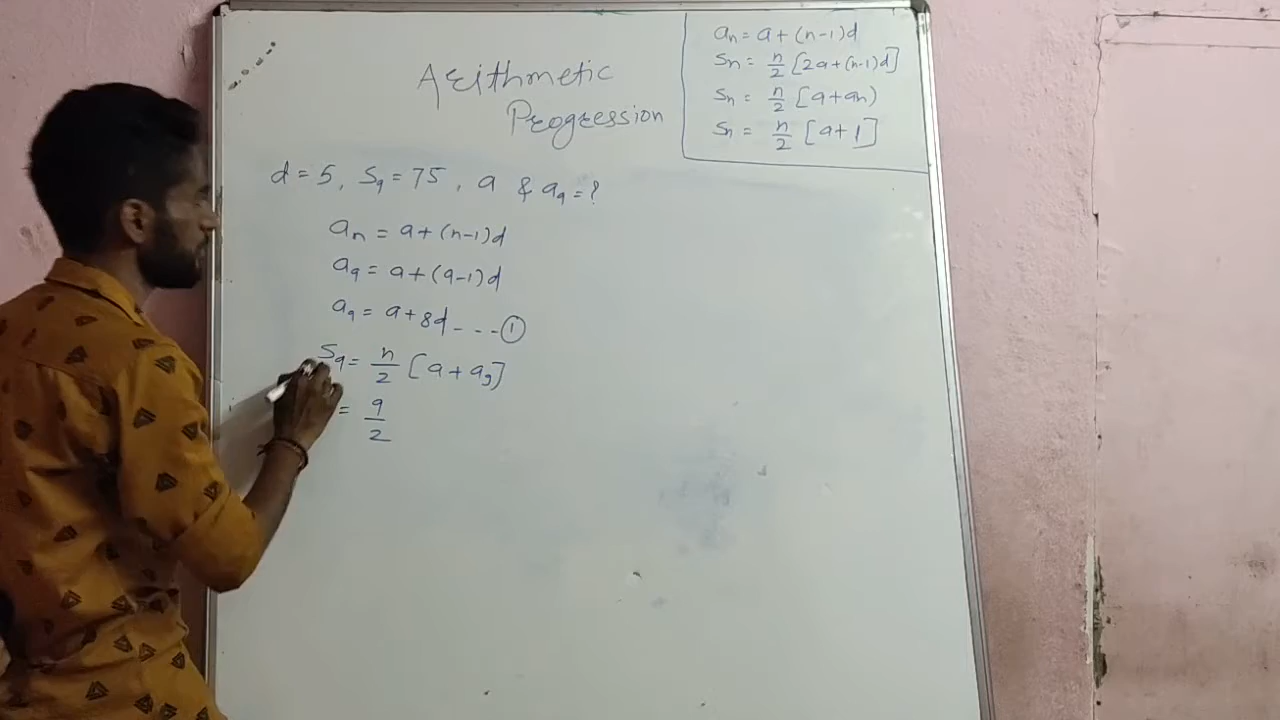 Arithmetic
Progression
an = a + (n-1)d
Sn = n/2 [2a+(n-1)d]
Sn = n/2 [a+an)
Sn = n/2 [a+l]
d = 5, S9 = 75, a & a9 = ?
an = a + (n-1)d
a9 = a + (9-1)d
a9 = a + 8d - - - - ①
S9 = n/2 [a + a9]
= 9/2